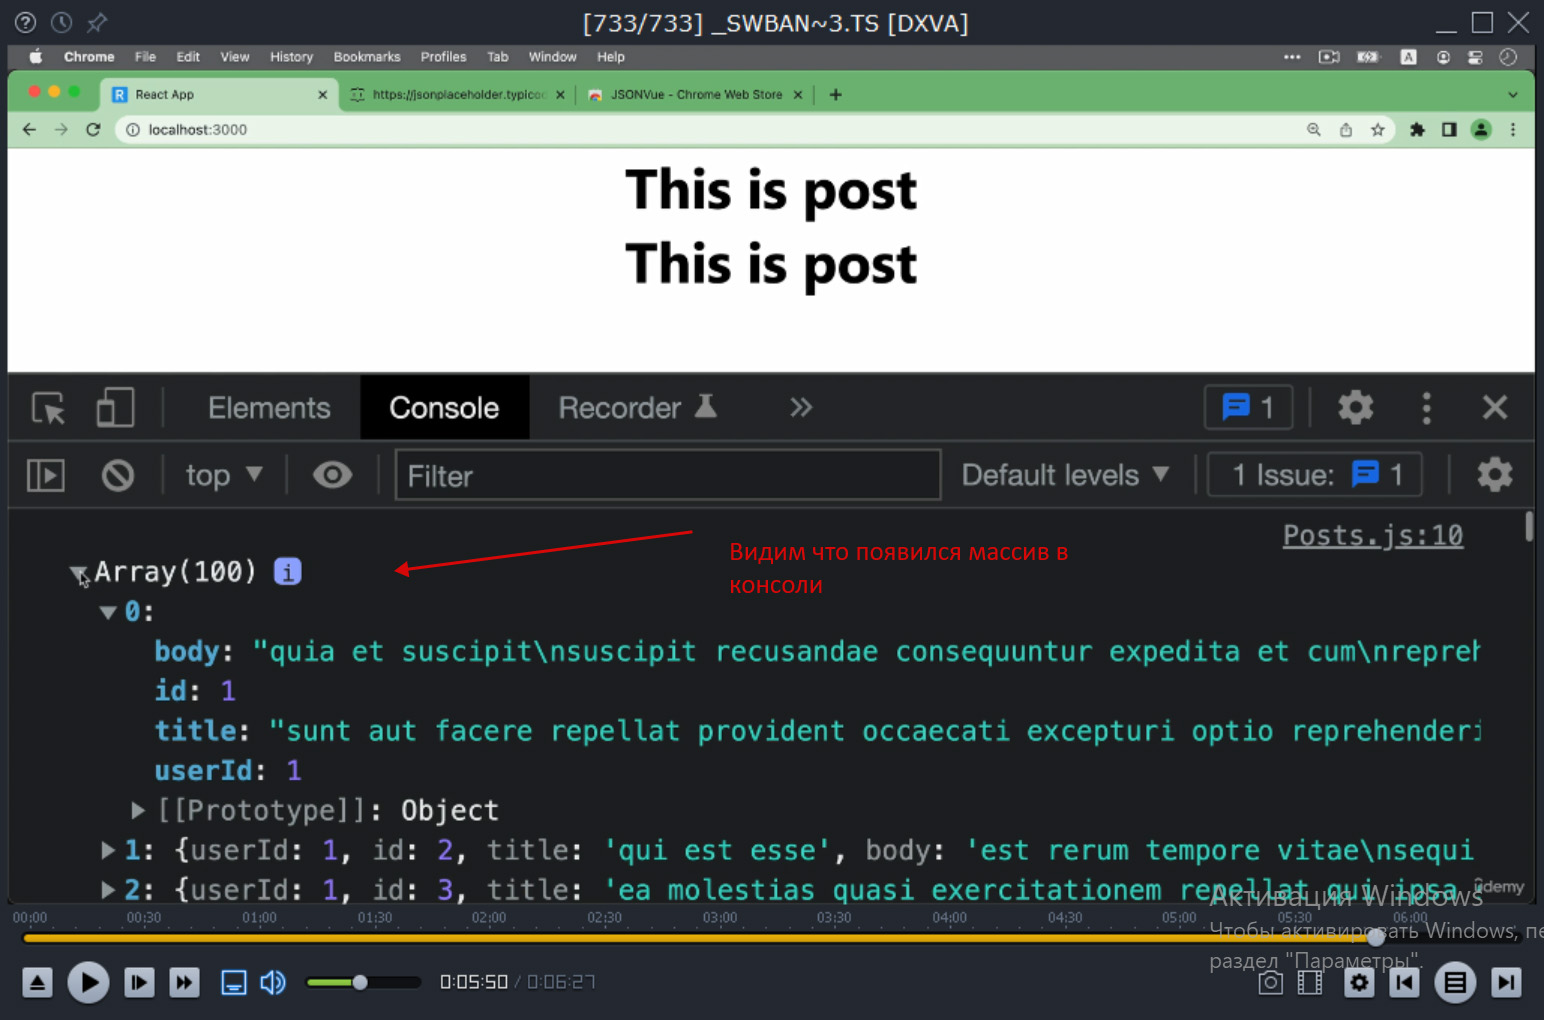 [733/733] _SWBAN~3.TS [DXVA]
Chrome File Edit View History Bookmarks Profiles Tab Window Help
A
R React App https://jsonplaceholder.typicoc JSONVue - Chrome Web Store
localhost:3000
This is post
This is post
Elements Console Recorder 1
top Filter Default levels 1 Issue: 1
Posts.js:10
Видим что появился массив в
консоли
Array(100) i
0:
body: "quia et suscipit\nsuscipit recusandae consequuntur expedita et cum\nrepreh
id: 1
title: "sunt aut facere repellat provident occaecati excepturi optio reprehenderi
userId: 1
[[Prototype]]: Object
1: {userId: 1, id: 2, title: 'qui est esse', body: 'est rerum tempore vitae\nsequi
2: {userId: 1, id: 3, title: 'ea molestias quasi exercitationem repellat qui ipsa
ûdemy
Активация Windows
00:00 00:30 01:00 01:30 02:00 02:30 03:00 03:30 04:00 04:30 05:00 05:30 06:00
Чтобы активировать Windows, пе
раздел "Параметры".
0:05:50 / 0:06:27